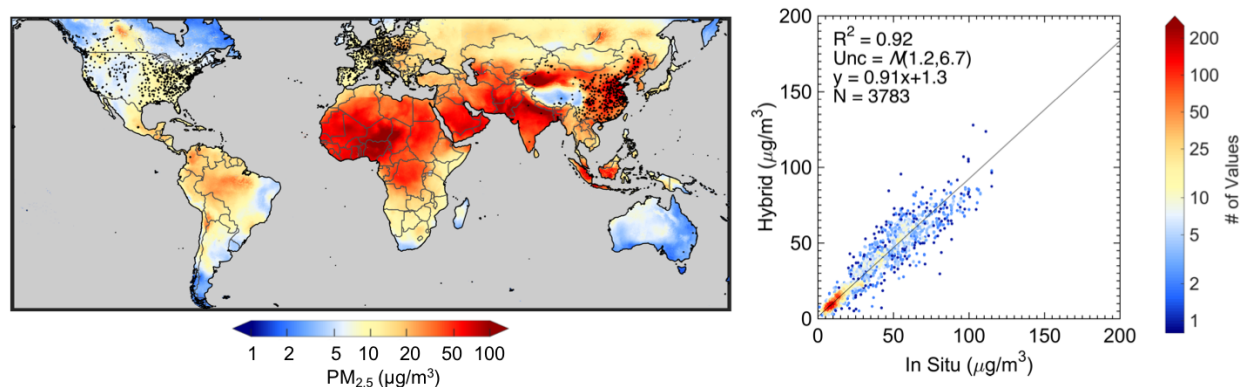 1 2 5 10 20 50 100
PM2.5 (µg/m³)
R² = 0.92
Unc = N(1.2,6.7)
y = 0.91x+1.3
N = 3783
200
150
100
50
0
Hybrid (µg/m³)
0 50 100 150 200
In Situ (µg/m³)
200
100
50
25
10
5
2
1
# of Values